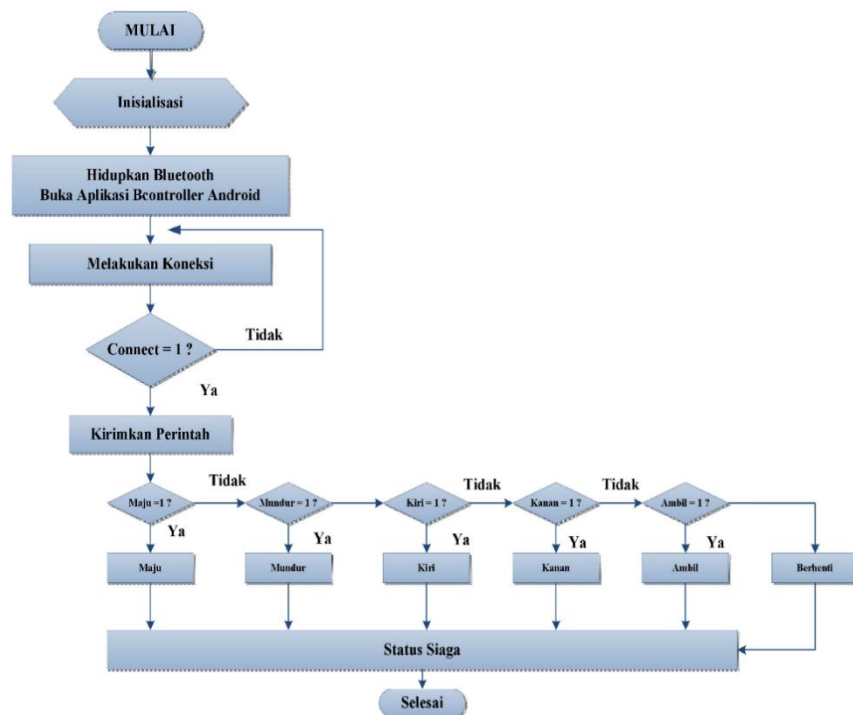 MULAI
Inisialisasi
Hidupkan Bluetooth
Buka Aplikasi Bcontroller Android
Melakukan Koneksi
Connect = 1 ?
Tidak
Ya
Kirimkan Perintah
Maju =1 ?
Tidak
Mundur = 1 ?
Kiri = 1 ?
Tidak
Kanan = 1 ?
Tidak
Ambil = 1 ?
Ya
Ya
Ya
Ya
Ya
Maju
Mundur
Kiri
Kanan
Ambil
Berhenti
Status Siaga
Selesai